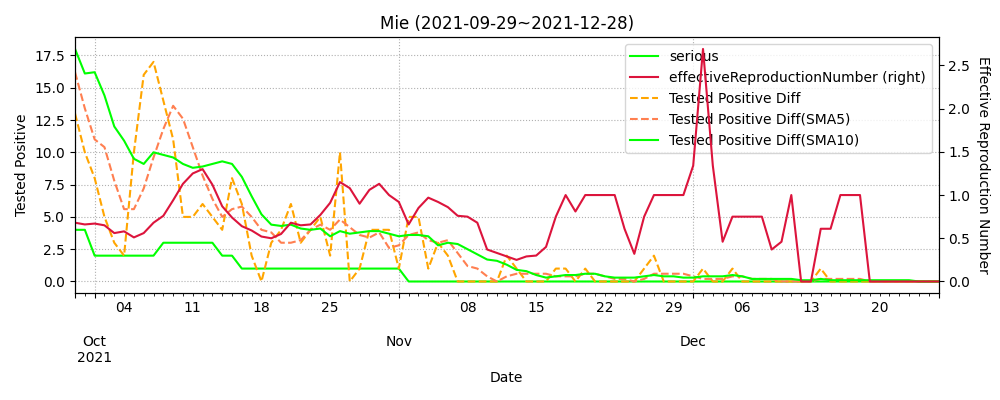 Mie (2021-09-29~2021-12-28)
Tested Positive
17.5
15.0
12.5
10.0
7.5
5.0
2.5
0.0
serious
effectiveReproductionNumber (right)
Tested Positive Diff
Tested Positive Diff(SMA5)
Tested Positive Diff(SMA10)
2.5
2.0
1.5
1.0
0.5
0.0
Effective Reproduction Number
04 11 18 25 08 15 22 29 06 13 20
Oct Nov Dec
2021
Date